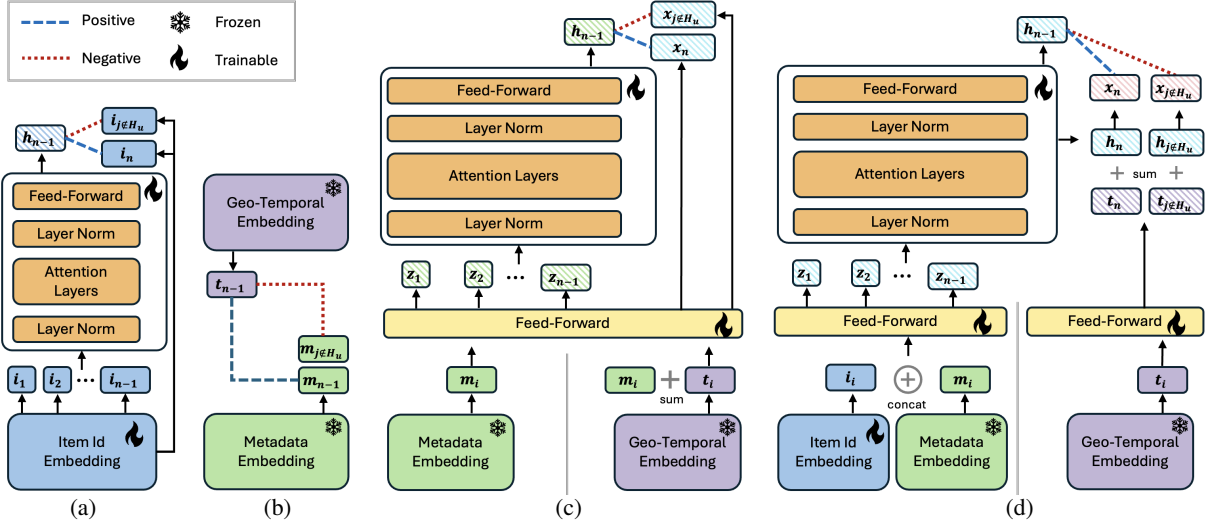 Positive
Frozen
Negative
Trainable
h_{n-1}
i_{j∉H_u}
i_n
Feed-Forward
Layer Norm
Attention
Layers
Layer Norm
i_1 i_2 ... i_{n-1}
Item Id
Embedding
(a)
Geo-Temporal
Embedding
t_{n-1}
m_{j∉H_u}
m_{n-1}
Metadata
Embedding
(b)
h_{n-1}
x_{j∉H_u}
x_n
Feed-Forward
Layer Norm
Attention Layers
Layer Norm
z_1 z_2 ... z_{n-1}
Feed-Forward
m_i
m_i + t_i
sum
Metadata
Embedding
Geo-Temporal
Embedding
(c)
h_{n-1}
x_n x_{j∉H_u}
Feed-Forward
Layer Norm
Attention Layers
Layer Norm
h_n h_{j∉H_u}
+ sum +
t_n t_{j∉H_u}
z_1 z_2 ... z_{n-1}
Feed-Forward
Feed-Forward
i_i + m_i
concat
t_i
Item Id
Embedding
Metadata
Embedding
Geo-Temporal
Embedding
(d)